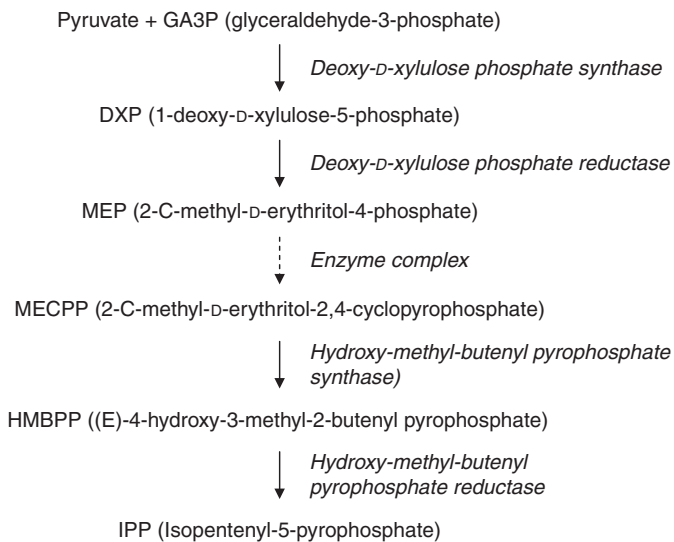 Pyruvate + GA3P (glyceraldehyde-3-phosphate)
Deoxy-D-xylulose phosphate synthase
DXP (1-deoxy-D-xylulose-5-phosphate)
Deoxy-D-xylulose phosphate reductase
MEP (2-C-methyl-D-erythritol-4-phosphate)
Enzyme complex
MECPP (2-C-methyl-D-erythritol-2,4-cyclopyrophosphate)
Hydroxy-methyl-butenyl pyrophosphate
synthase)
HMBPP ((E)-4-hydroxy-3-methyl-2-butenyl pyrophosphate)
Hydroxy-methyl-butenyl
pyrophosphate reductase
IPP (Isopentenyl-5-pyrophosphate)